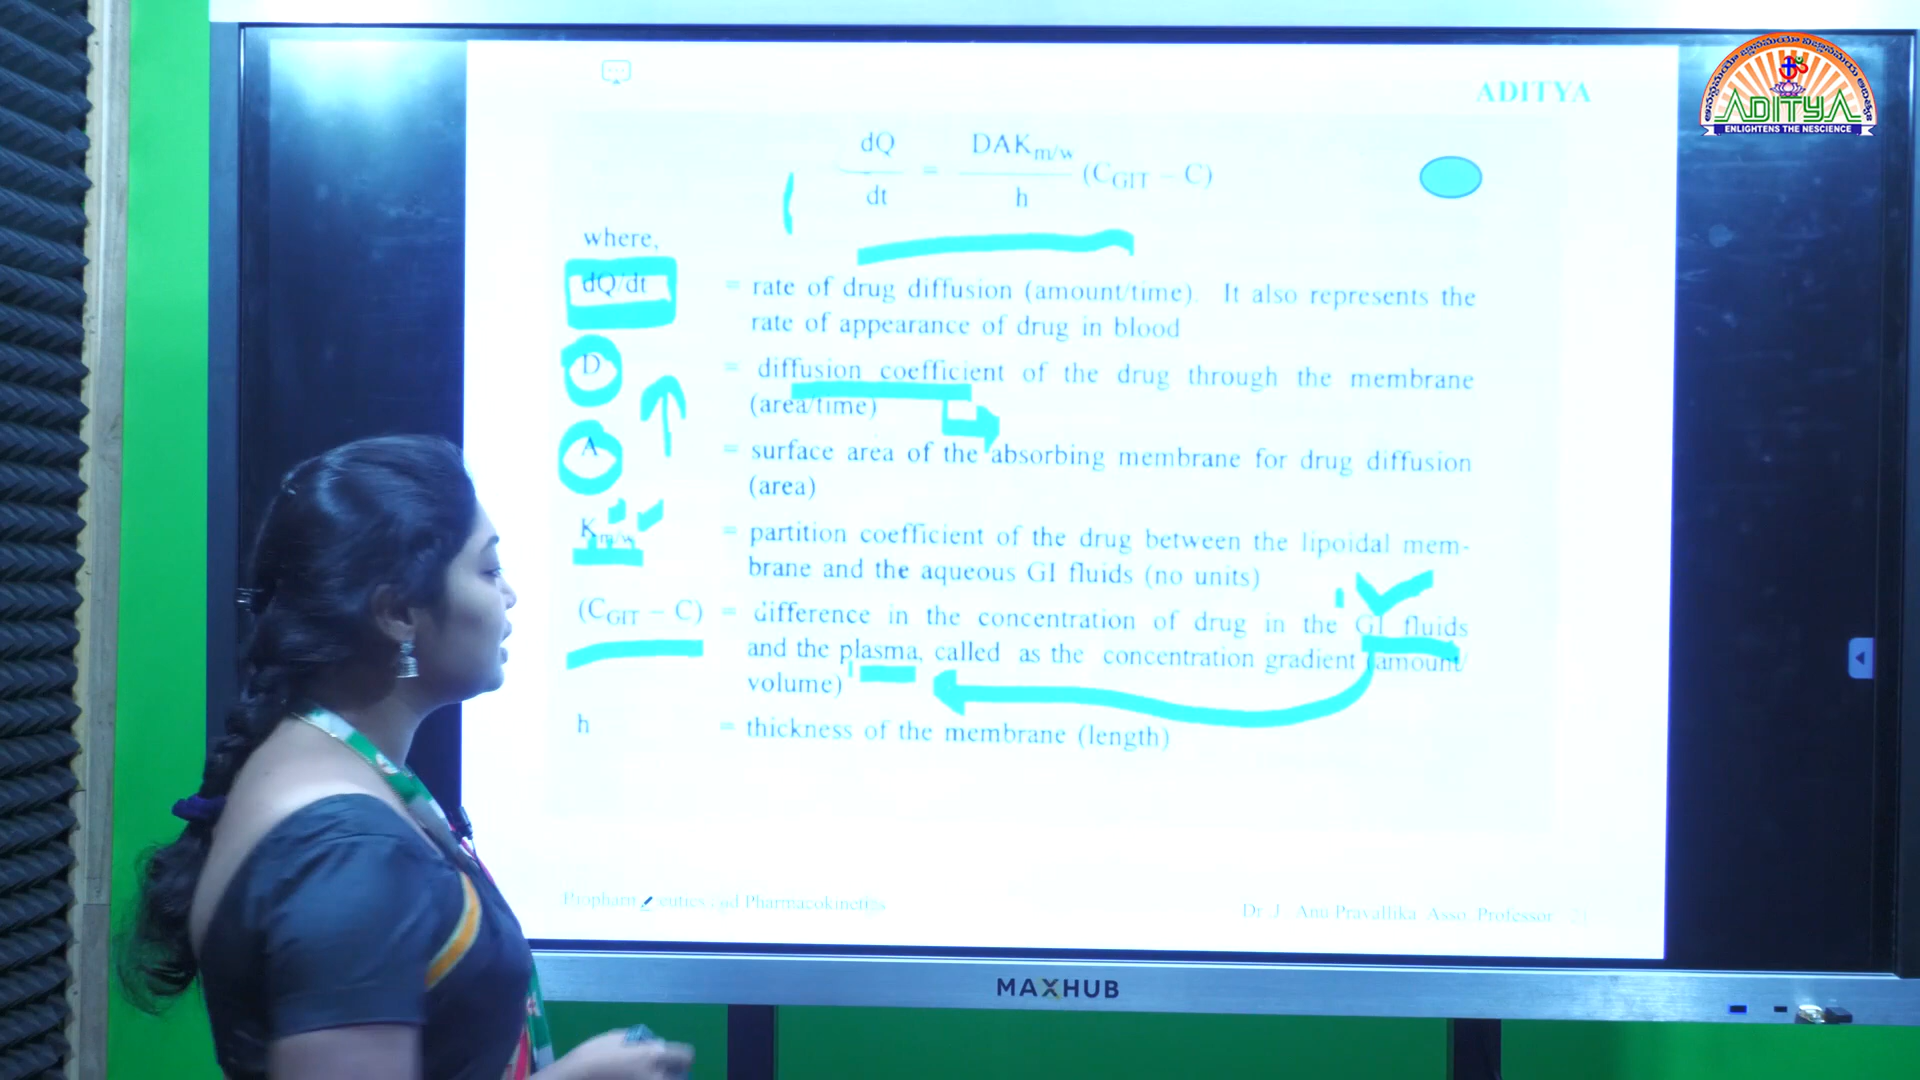 ADITYA
ADITYA
ENLIGHTENS THE NESCIENCE
dQ/dt = DAKm/w/h (CGIT – C)
where,
dQ/dt = rate of drug diffusion (amount/time). It also represents the
rate of appearance of drug in blood
D = diffusion coefficient of the drug through the membrane
(area/time)
A = surface area of the absorbing membrane for drug diffusion
(area)
Km/w = partition coefficient of the drug between the lipoidal mem-
brane and the aqueous GI fluids (no units)
(CGIT – C) = difference in the concentration of drug in the GI fluids
and the plasma, called as the concentration gradient (amount/
volume)
h = thickness of the membrane (length)
and Pharmacokinetics
Dr. J. Anu Pravallika Asso. Professor 21
MAXHUB